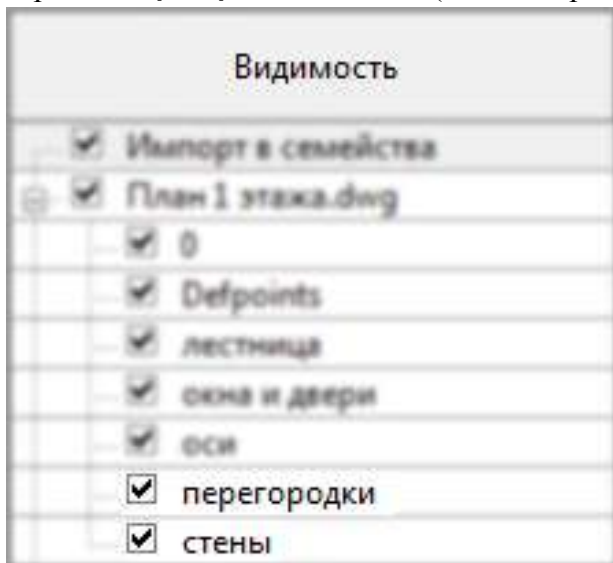 Видимость
Импорт в семейства
План 1 этажа.dwg
0
Defpoints
лестница
окна и двери
оси
перегородки
стены